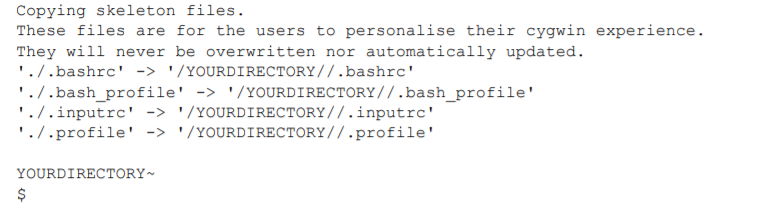 Copying skeleton files.
These files are for the users to personalise their cygwin experience.
They will never be overwritten nor automatically updated.
'./.bashrc' -> '/YOURDIRECTORY//.bashrc'
'./.bash_profile' -> '/YOURDIRECTORY//.bash_profile'
'./.inputrc' -> '/YOURDIRECTORY//.inputrc'
'./.profile' -> '/YOURDIRECTORY//.profile'
YOURDIRECTORY~
$